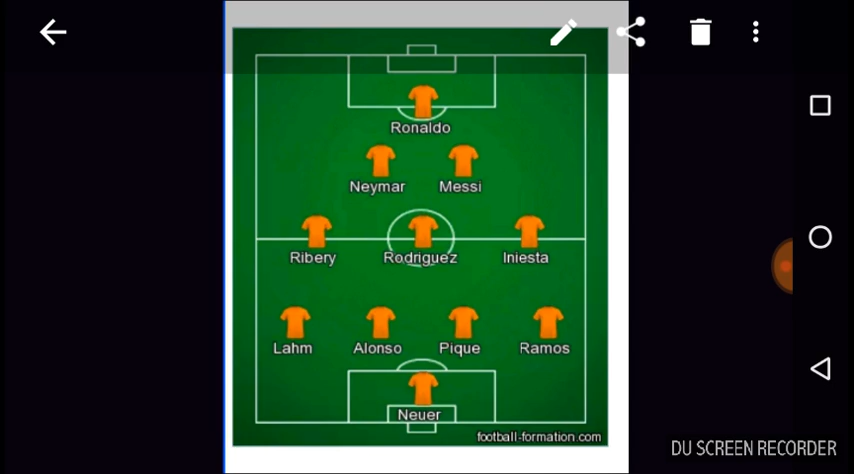 Ronaldo
Neymar Messi
Ribery Rodriguez Iniesta
Lahm Alonso Pique Ramos
Neuer
football-formation.com
DU SCREEN RECORDER